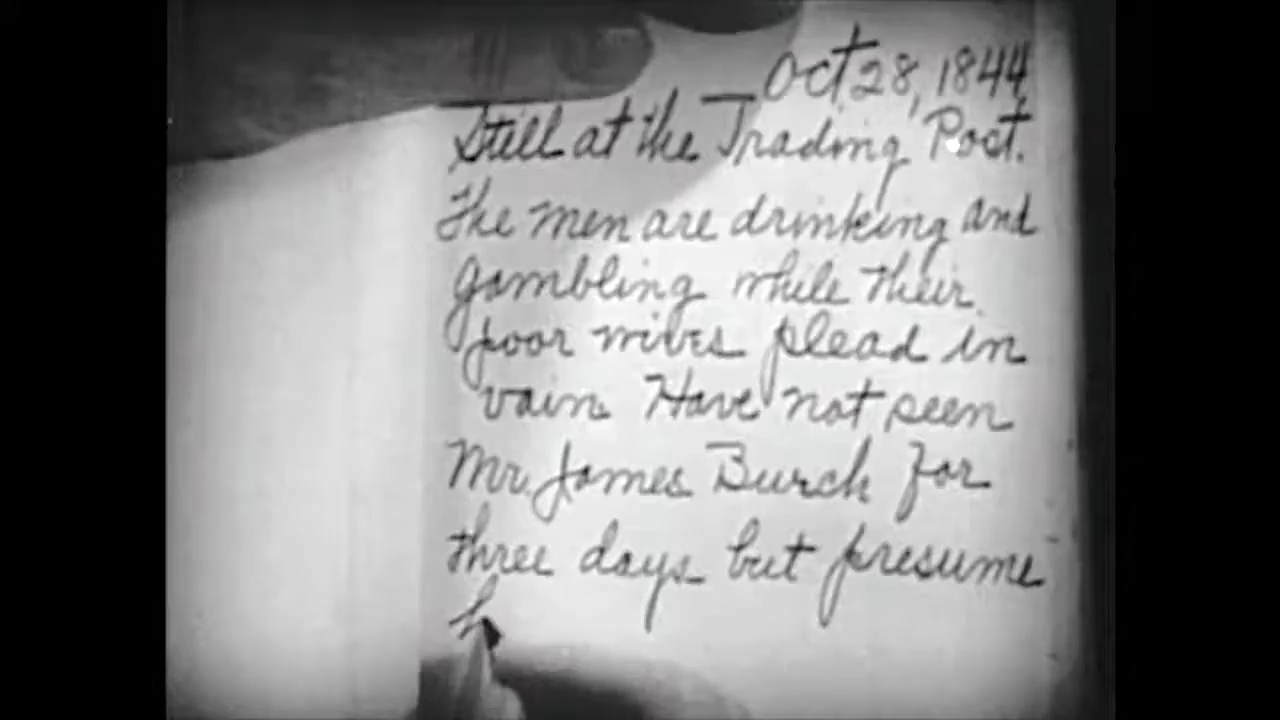 Oct 28, 1844
Still at the Trading Post.
The men are drinking and
gambling while their
poor wives plead in
vain. Have not seen
Mr. James Burch for
three days but presume
h